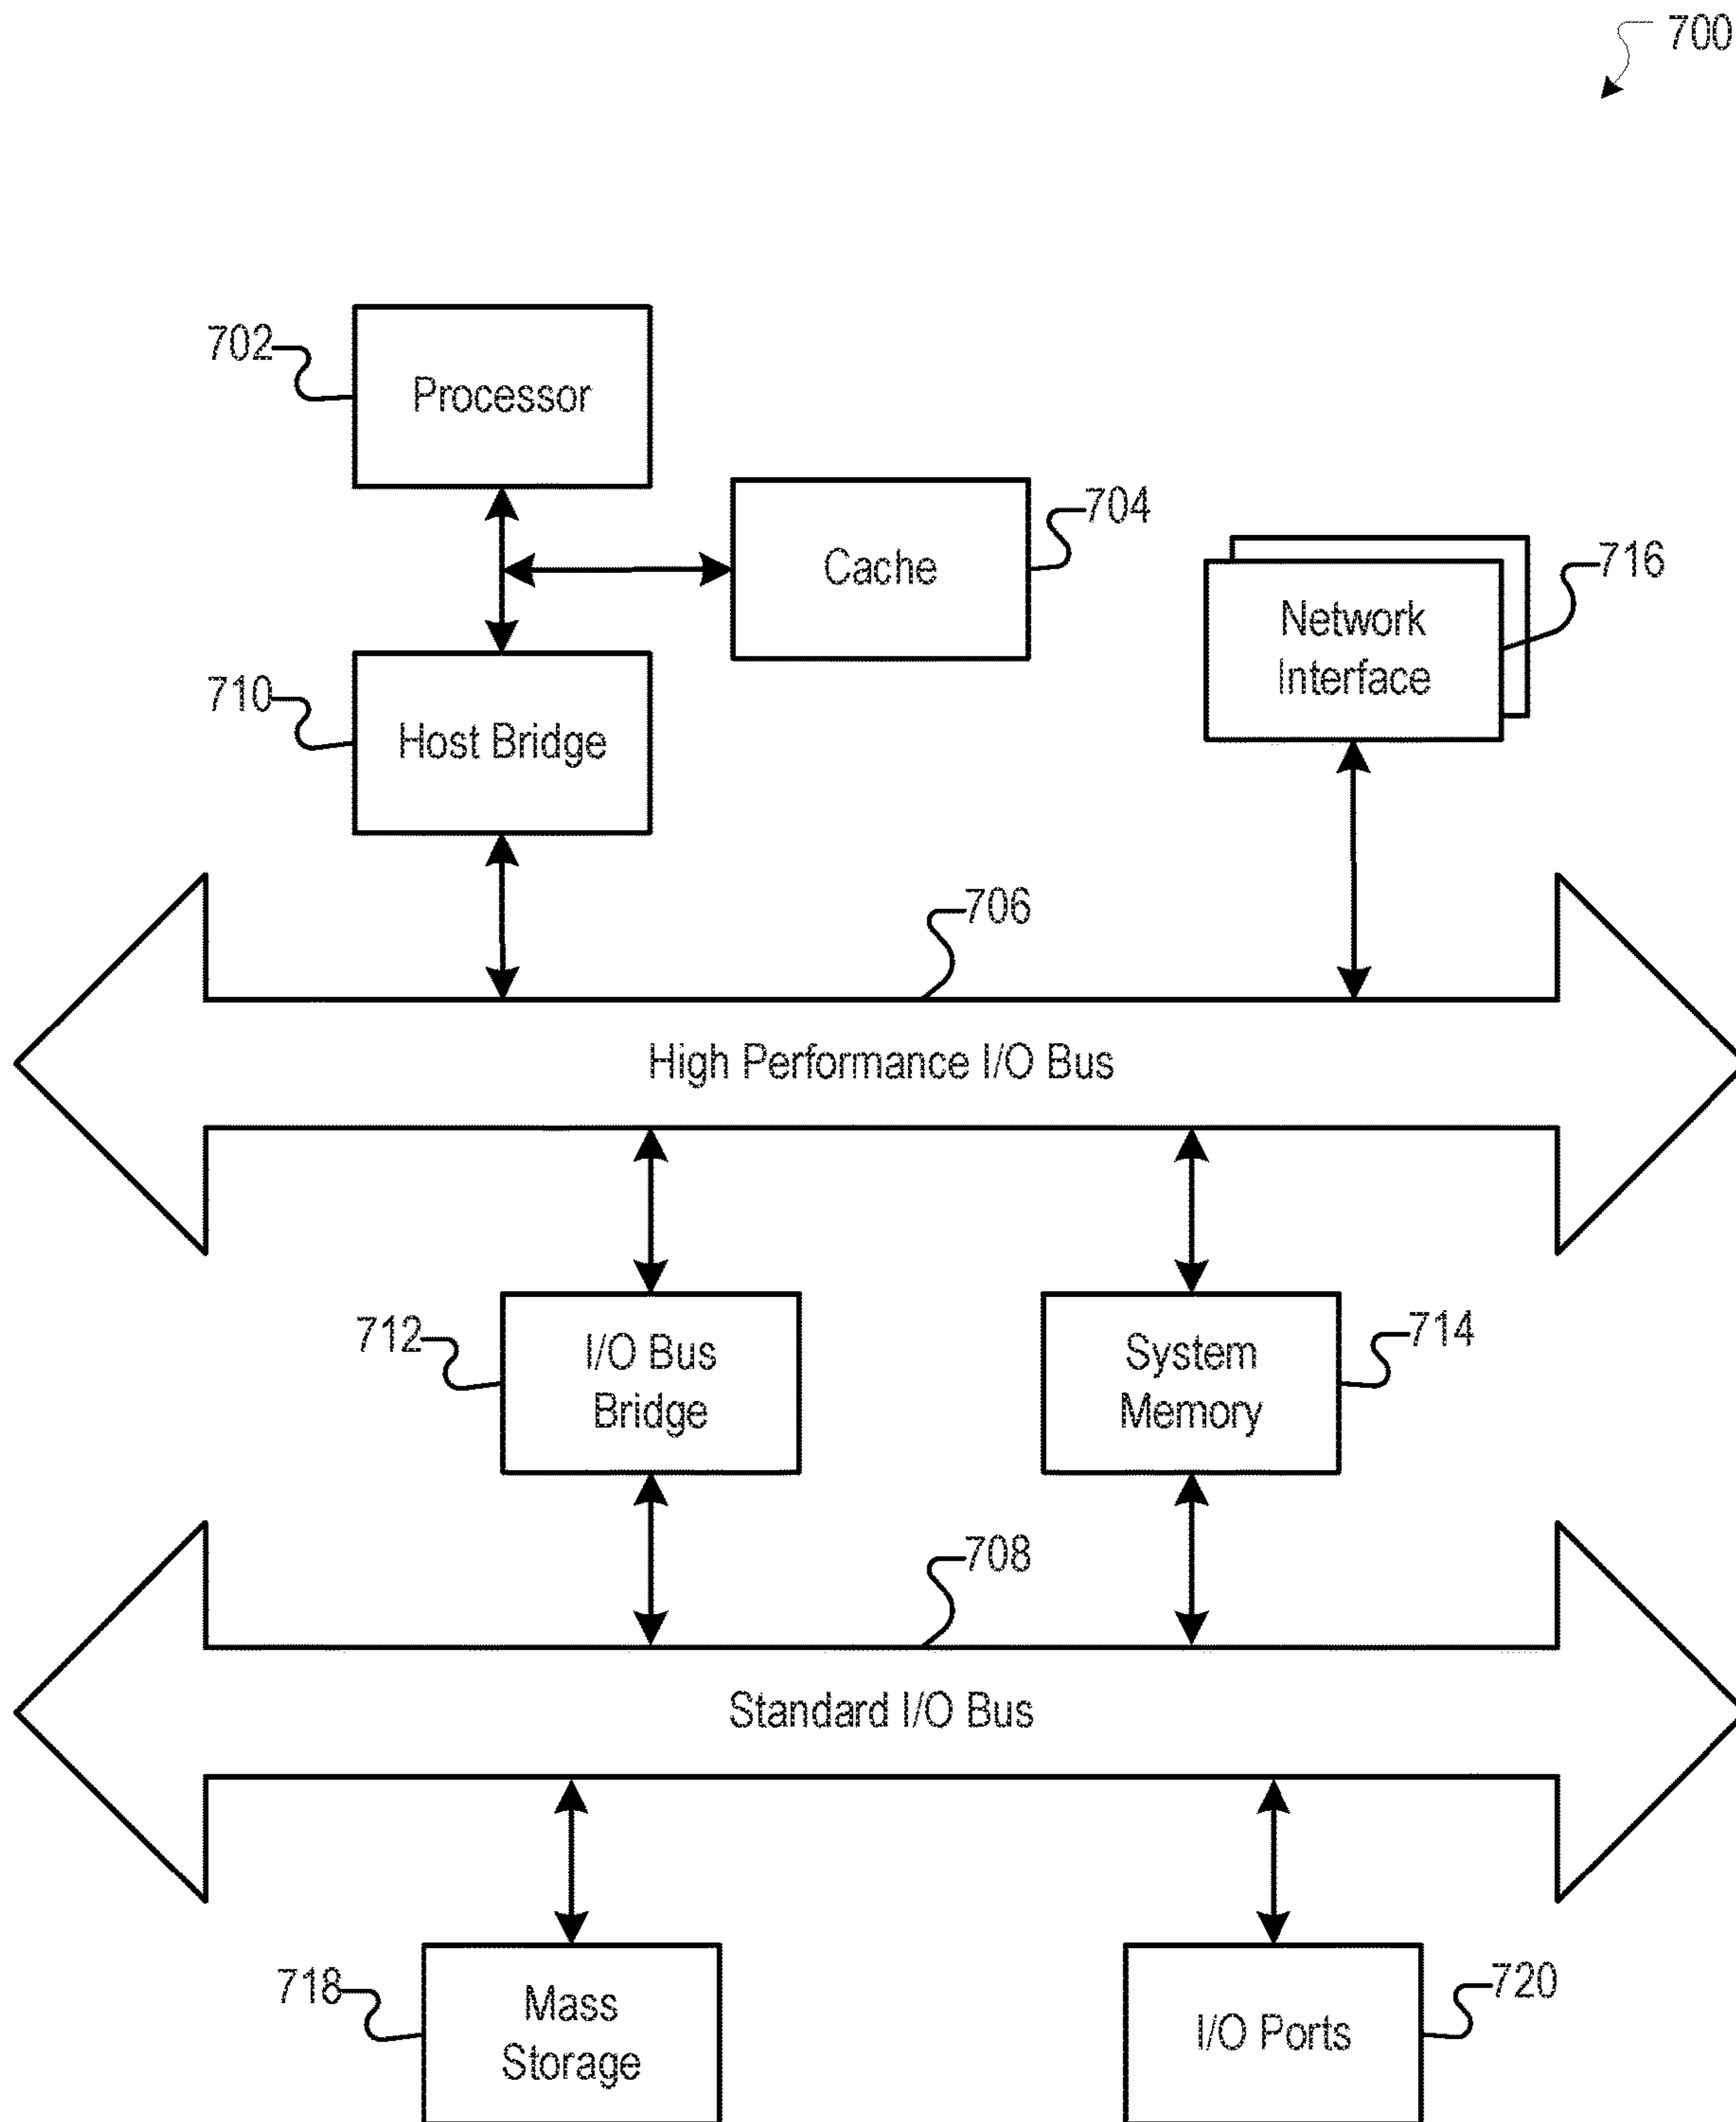 700
702
Processor
704
Cache
716
Network
Interface
710
Host Bridge
706
High Performance I/O Bus
712
I/O Bus
Bridge
714
System
Memory
708
Standard I/O Bus
718
Mass
Storage
720
I/O Ports